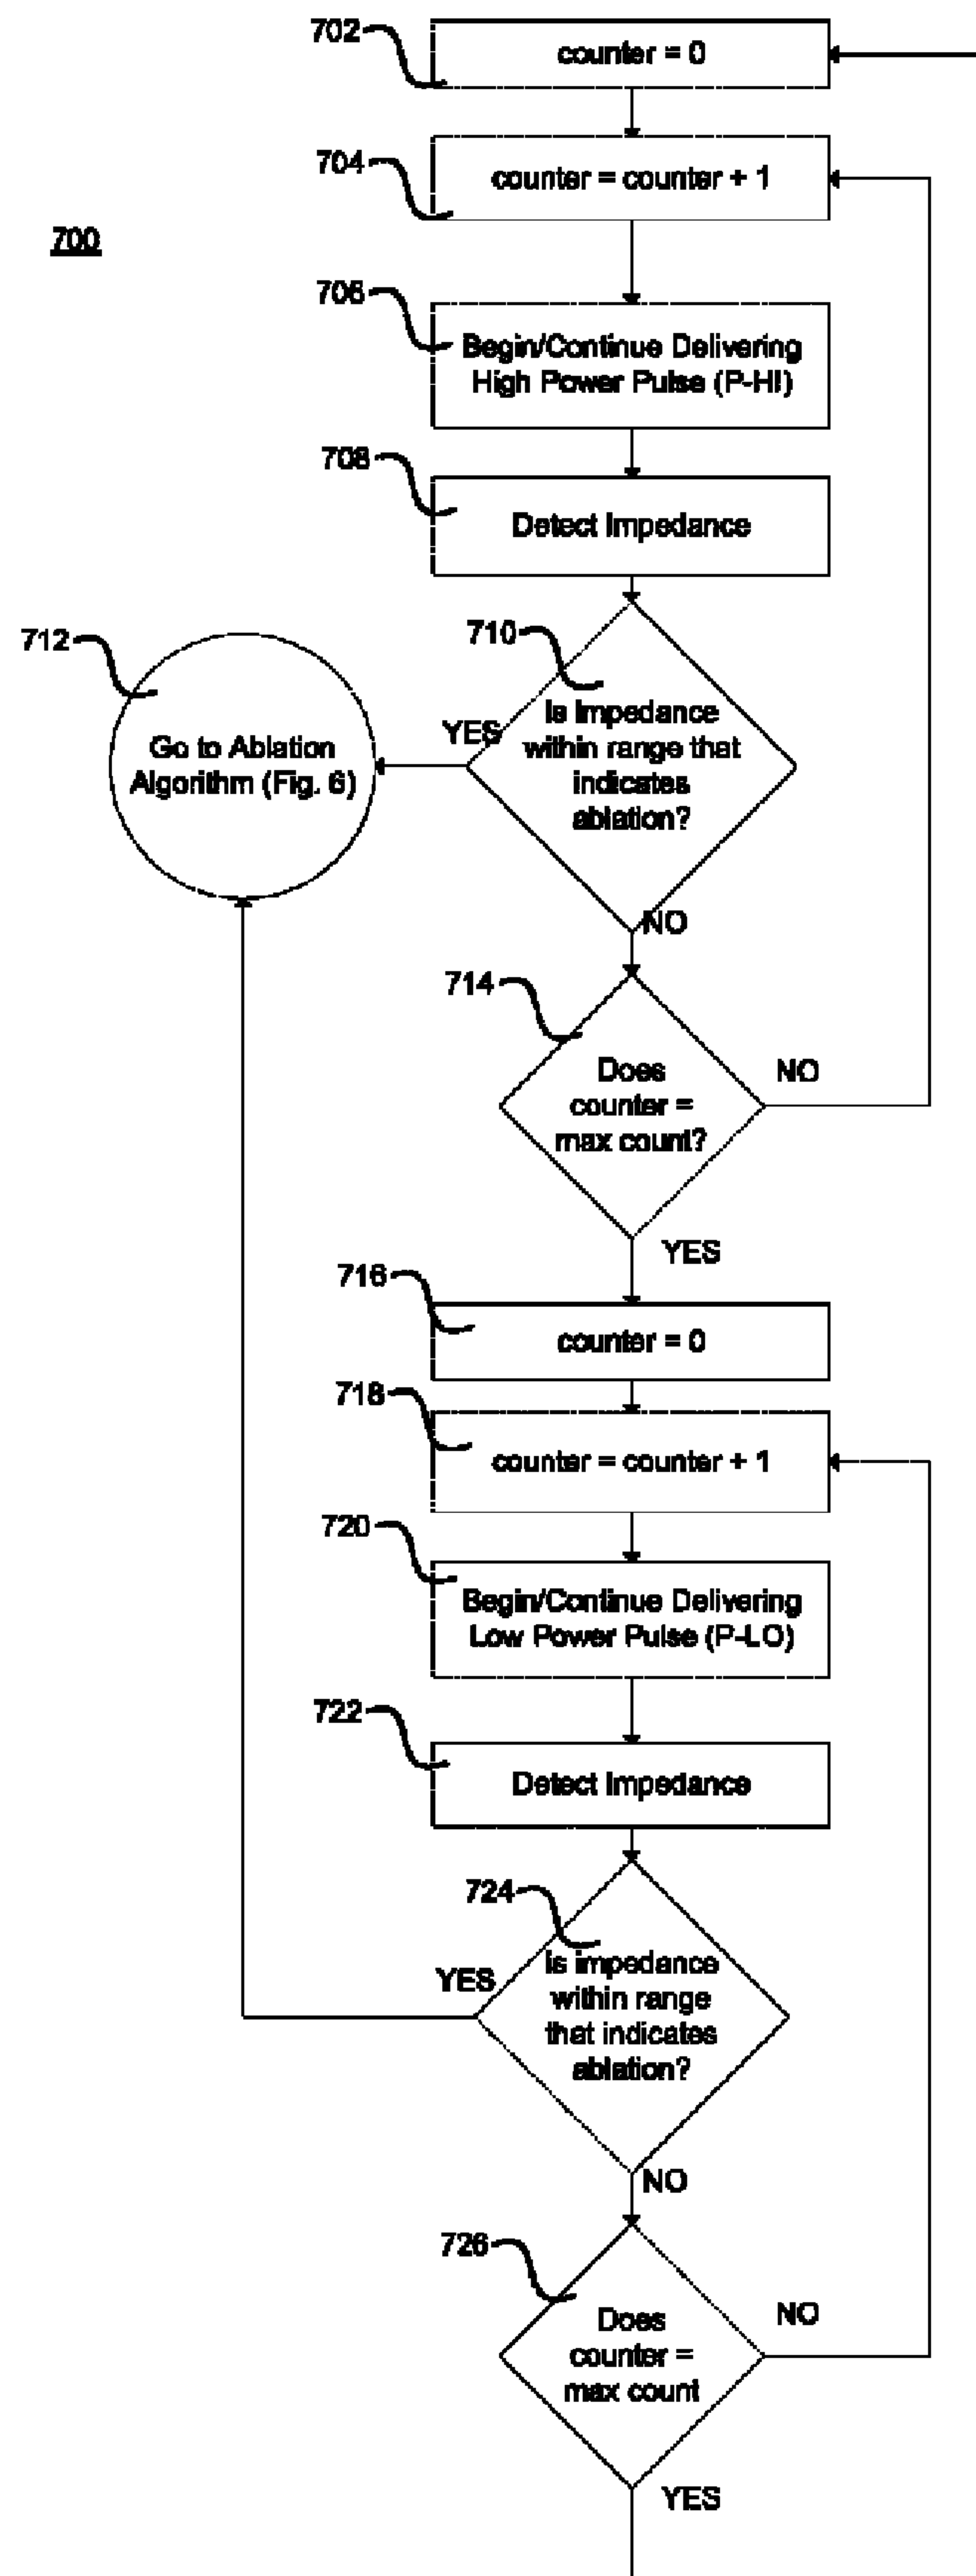 702
counter = 0
704
counter = counter + 1
700
706
Begin/Continue Delivering
High Power Pulse (P-HI)
708
Detect Impedance
712
710
Go to Ablation
Algorithm (Fig. 6)
YES
Is Impedance
within range that
indicates
ablation?
NO
714
Does
counter =
max count?
NO
YES
716
counter = 0
718
counter = counter + 1
720
Begin/Continue Delivering
Low Power Pulse (P-LO)
722
Detect Impedance
724
YES
Is impedance
within range
that indicates
ablation?
NO
726
Does
counter =
max count
NO
YES